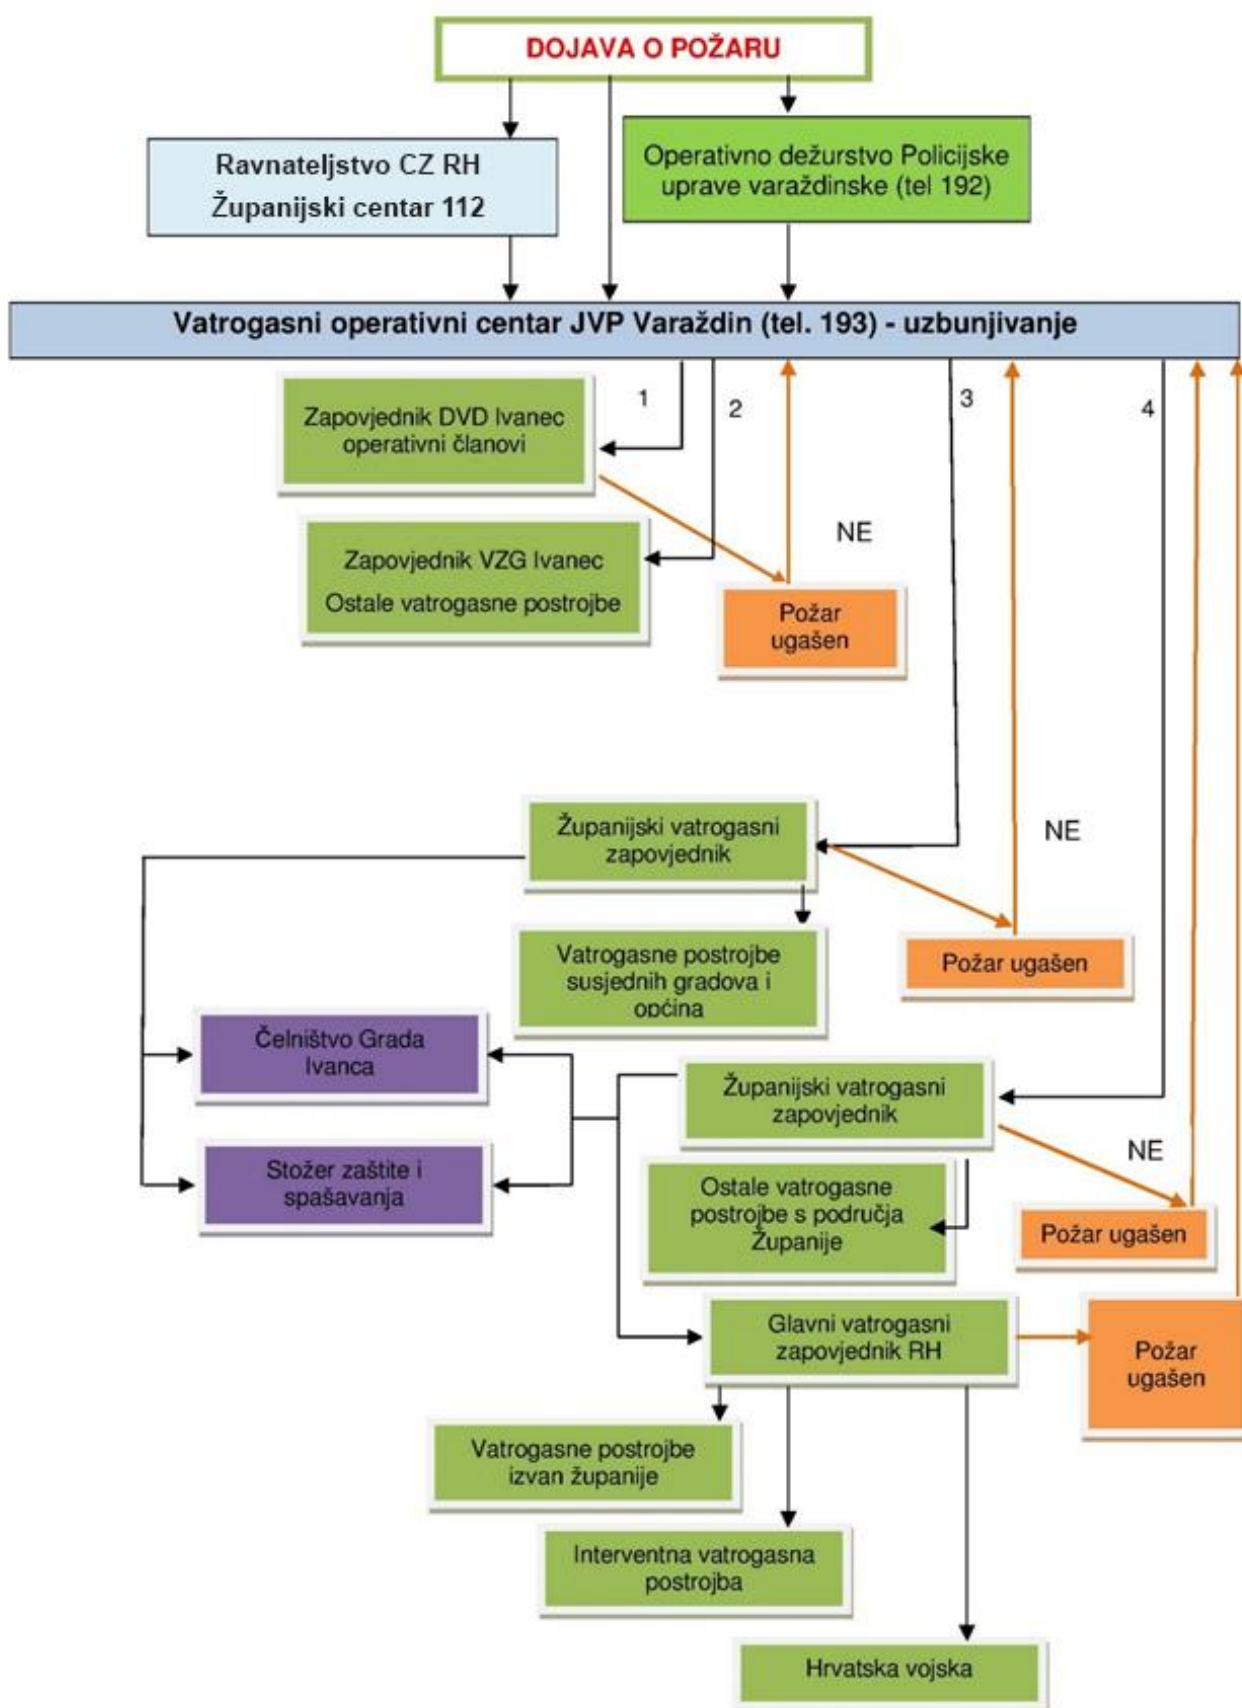 DOJAVA O POŽARU
Ravnateljstvo CZ RH
Županijski centar 112
Operativno dežurstvo Policijske
uprave varaždinske (tel 192)
Vatrogasni operativni centar JVP Varaždin (tel. 193) - uzbunjivanje
1
2
3
4
Zapovjednik DVD Ivanec
operativni članovi
NE
Zapovjednik VZG Ivanec
Ostale vatrogasne postrojbe
Požar
ugašen
Županijski vatrogasni
zapovjednik
NE
Vatrogasne postrojbe
susjednih gradova i
općina
Požar ugašen
Čelništvo Grada
Ivanca
Županijski vatrogasni
zapovjednik
NE
Stožer zaštite i
spašavanja
Ostale vatrogasne
postrojbe s područja
Županije
Požar ugašen
Glavni vatrogasni
zapovjednik RH
Požar
ugašen
Vatrogasne postrojbe
izvan županije
Interventna vatrogasna
postrojba
Hrvatska vojska